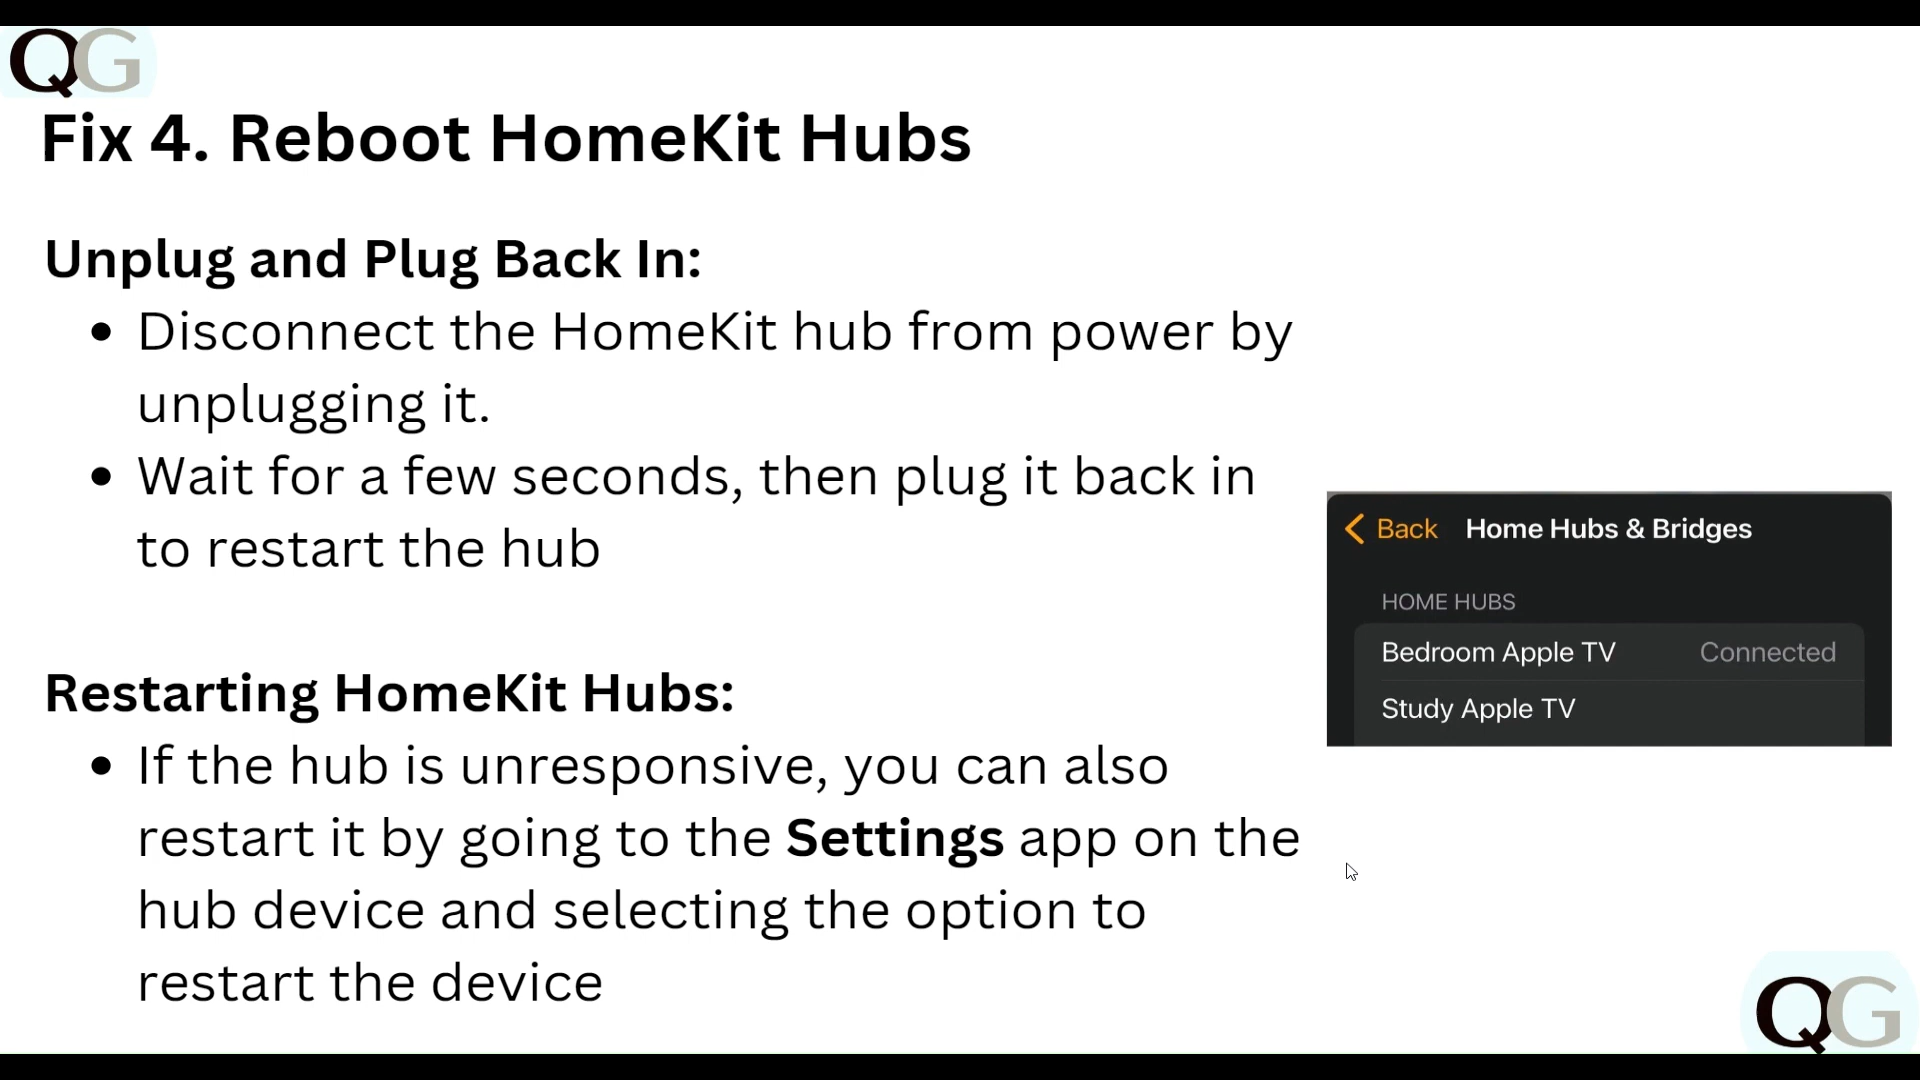 QG
Fix 4. Reboot HomeKit Hubs
Unplug and Plug Back In:
• Disconnect the HomeKit hub from power by
unplugging it.
• Wait for a few seconds, then plug it back in
to restart the hub
Restarting HomeKit Hubs:
• If the hub is unresponsive, you can also
restart it by going to the Settings app on the
hub device and selecting the option to
restart the device
Back Home Hubs & Bridges
HOME HUBS
Bedroom Apple TV Connected
Study Apple TV
QG